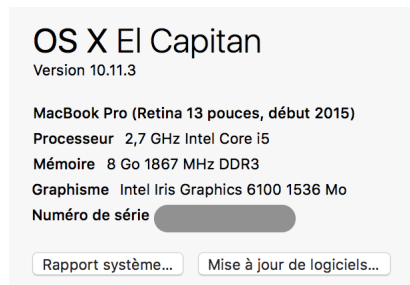 OS X El Capitan
Version 10.11.3
MacBook Pro (Retina 13 pouces, début 2015)
Processeur 2,7 GHz Intel Core i5
Mémoire 8 Go 1867 MHz DDR3
Graphisme Intel Iris Graphics 6100 1536 Mo
Numéro de série
Rapport système... Mise à jour de logiciels...